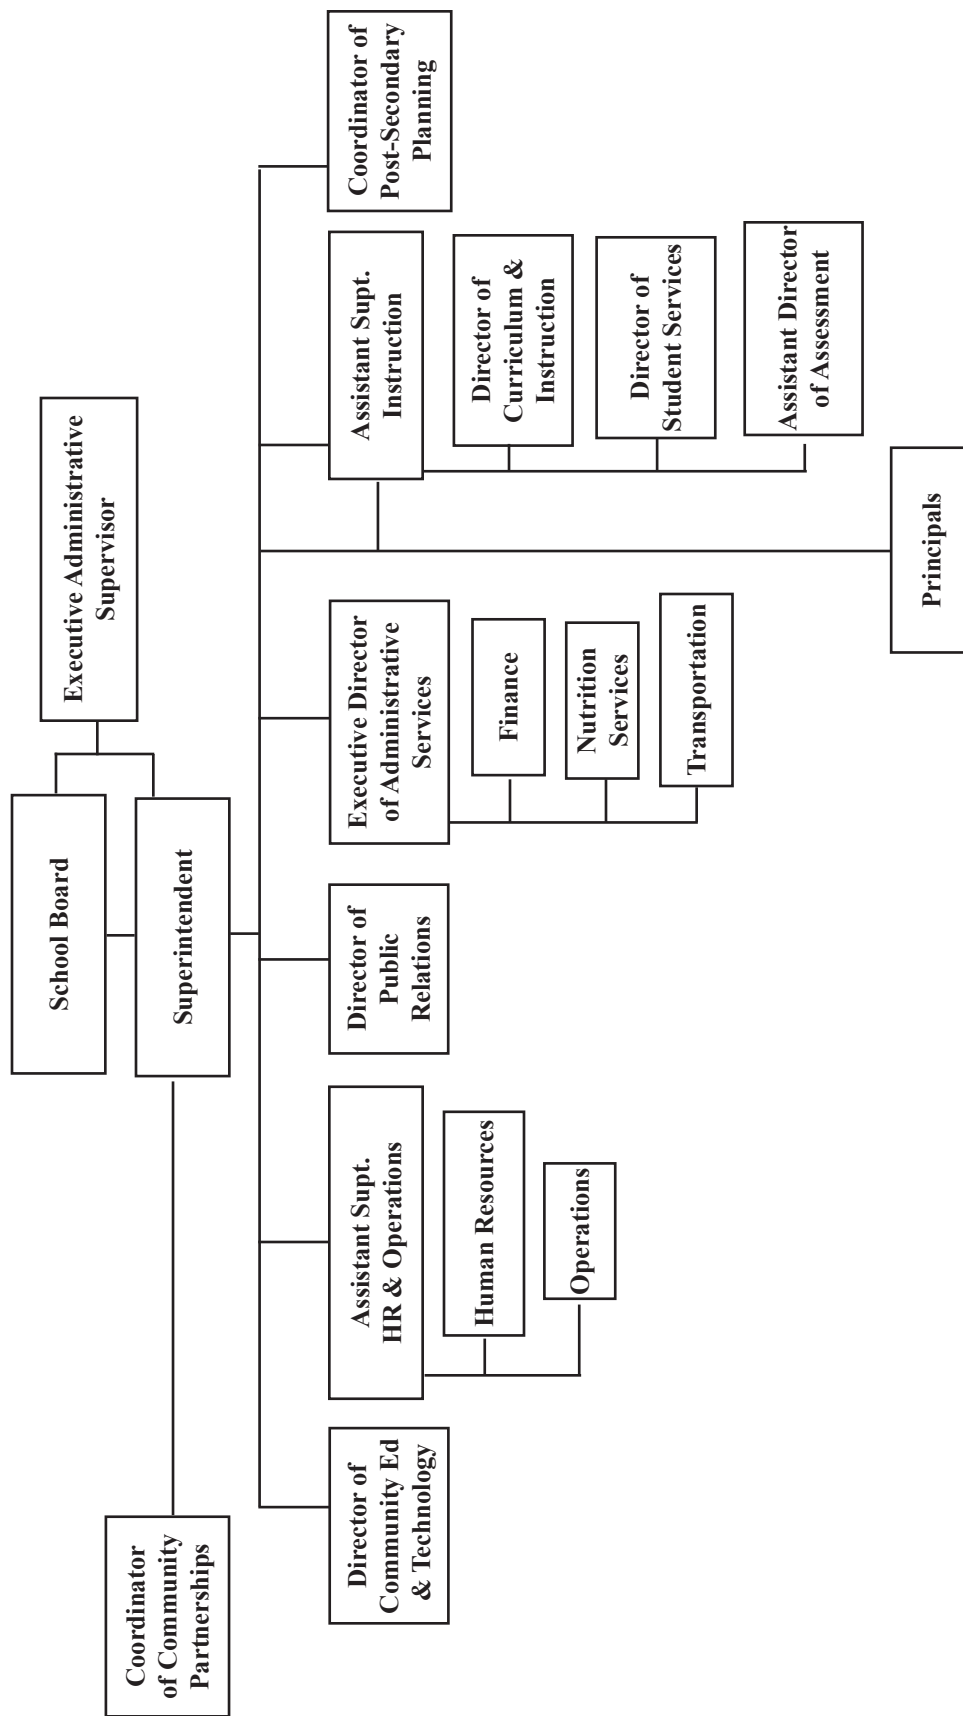 School Board
Executive Administrative
Supervisor
Superintendent
Coordinator
of Community
Partnerships
Director of
Community Ed
& Technology
Assistant Supt.
HR & Operations
Human Resources
Operations
Director of
Public
Relations
Executive Director
of Administrative
Services
Finance
Nutrition
Services
Transportation
Assistant Supt.
Instruction
Director of
Curriculum &
Instruction
Director of
Student Services
Assistant Director
of Assessment
Coordinator of
Post-Secondary
Planning
Principals